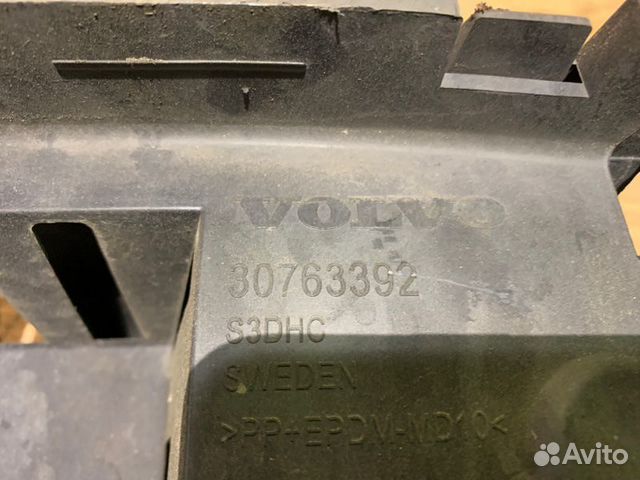 VOLVO
30763392
S3DHC
SWEDEN
>PP+EPDM-MD10<
Avito